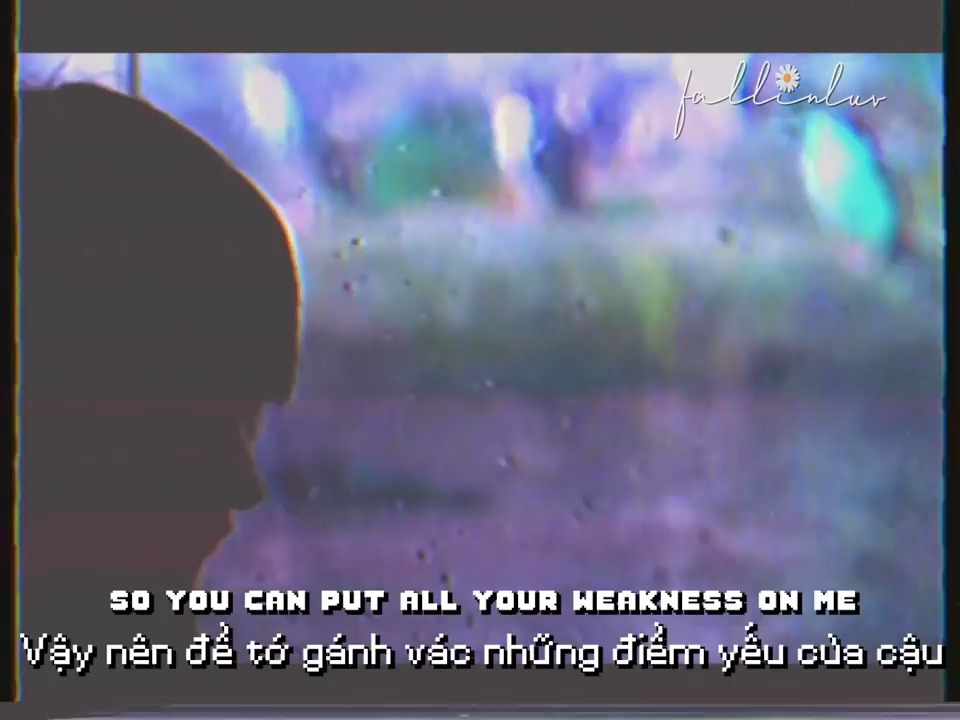 fallinluv
SO YOU CAN PUT ALL YOUR WEAKNESS ON ME
Vậy nên để tớ gánh vác những điểm yếu của cậu